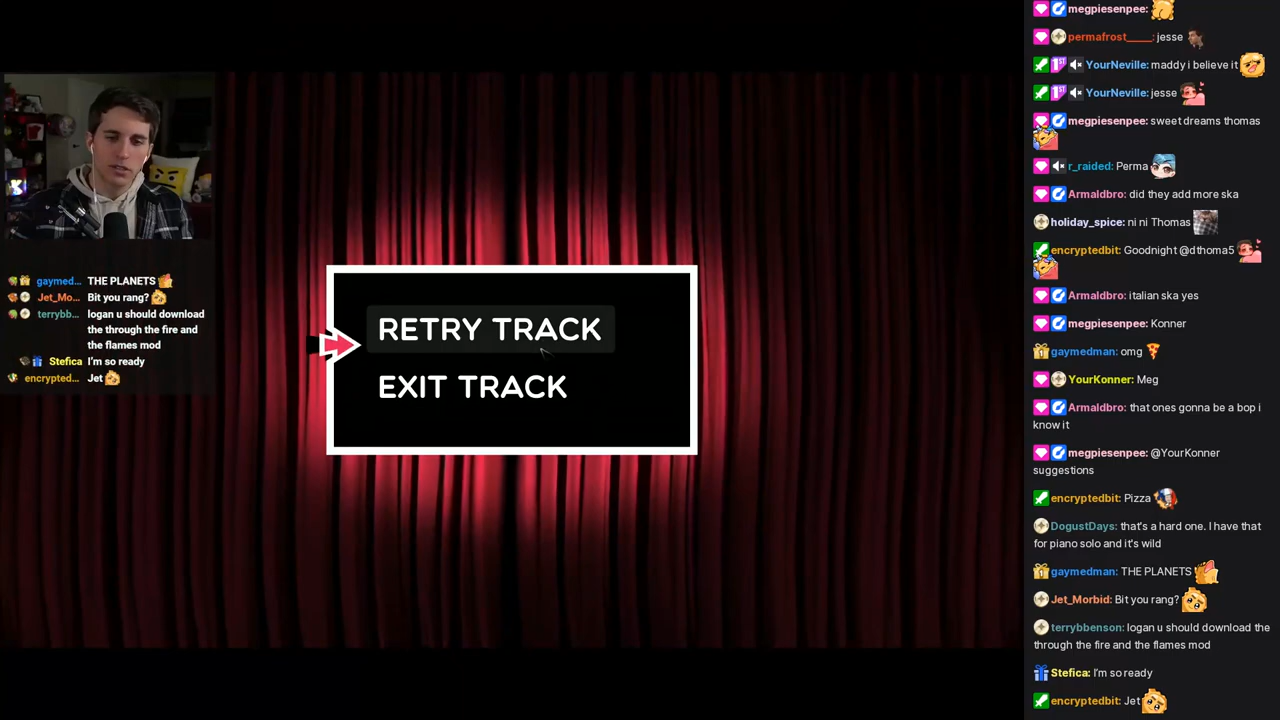 RETRY TRACK
EXIT TRACK
gaymed... THE PLANETS
Jet_Mo... Bit you rang?
terrybb... logan u should download
the through the fire and
the flames mod
Stefica I'm so ready
encrypted... Jet
megpiesenpee:
permafrost_____: jesse
YourNeville: maddy i believe it
YourNeville: jesse
megpiesenpee: sweet dreams thomas
r_raided: Perma
Armaldbro: did they add more ska
holiday_spice: ni ni Thomas
encryptedbit: Goodnight @dthoma5
Armaldbro: italian ska yes
megpiesenpee: Konner
gaymedman: omg
YourKonner: Meg
Armaldbro: that ones gonna be a bop i
know it
megpiesenpee: @YourKonner
suggestions
encryptedbit: Pizza
DogustDays: that's a hard one. I have that
for piano solo and it's wild
gaymedman: THE PLANETS
Jet_Morbid: Bit you rang?
terrybbenson: logan u should download the
through the fire and the flames mod
Stefica: I'm so ready
encryptedbit: Jet